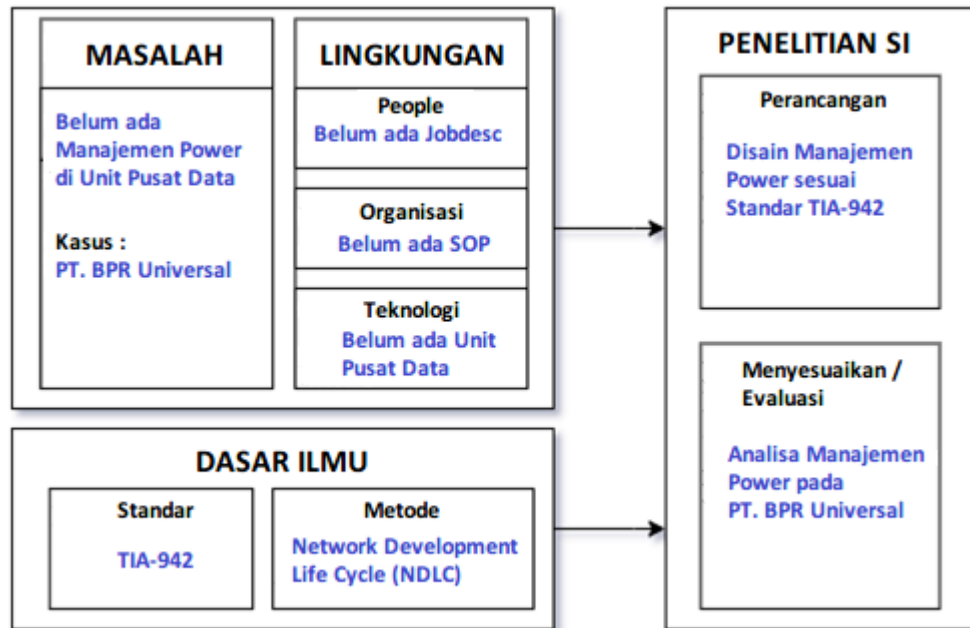 MASALAH
Belum ada
Manajemen Power
di Unit Pusat Data
Kasus :
PT. BPR Universal
LINGKUNGAN
People
Belum ada Jobdesc
Organisasi
Belum ada SOP
Teknologi
Belum ada Unit
Pusat Data
DASAR ILMU
Standar
TIA-942
Metode
Network Development
Life Cycle (NDLC)
PENELITIAN SI
Perancangan
Disain Manajemen
Power sesuai
Standar TIA-942
Menyesuaikan /
Evaluasi
Analisa Manajemen
Power pada
PT. BPR Universal